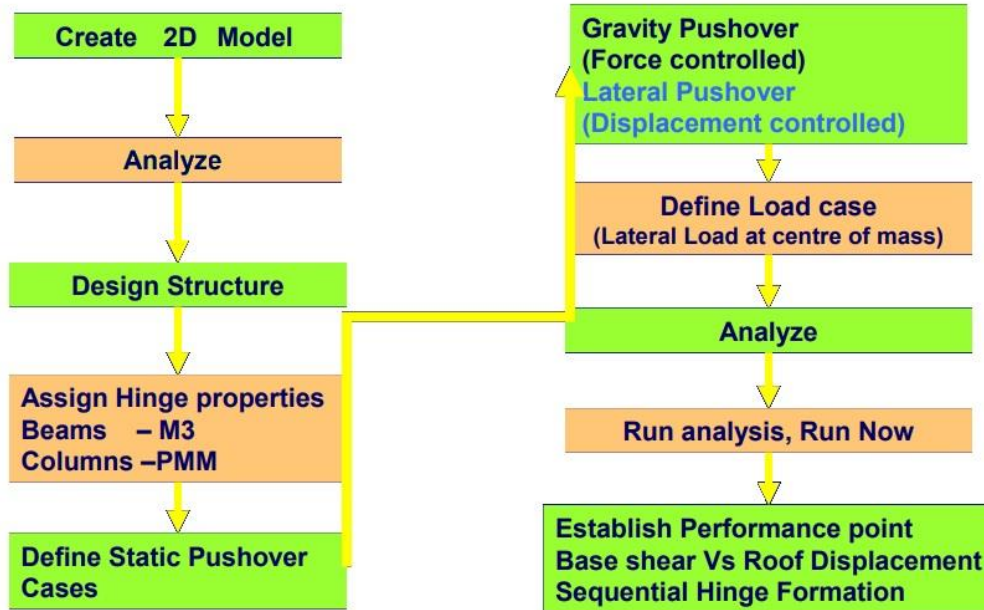 Create 2D Model
Analyze
Design Structure
Assign Hinge properties
Beams – M3
Columns –PMM
Define Static Pushover
Cases
Gravity Pushover
(Force controlled)
Lateral Pushover
(Displacement controlled)
Define Load case
(Lateral Load at centre of mass)
Analyze
Run analysis, Run Now
Establish Performance point
Base shear Vs Roof Displacement
Sequential Hinge Formation